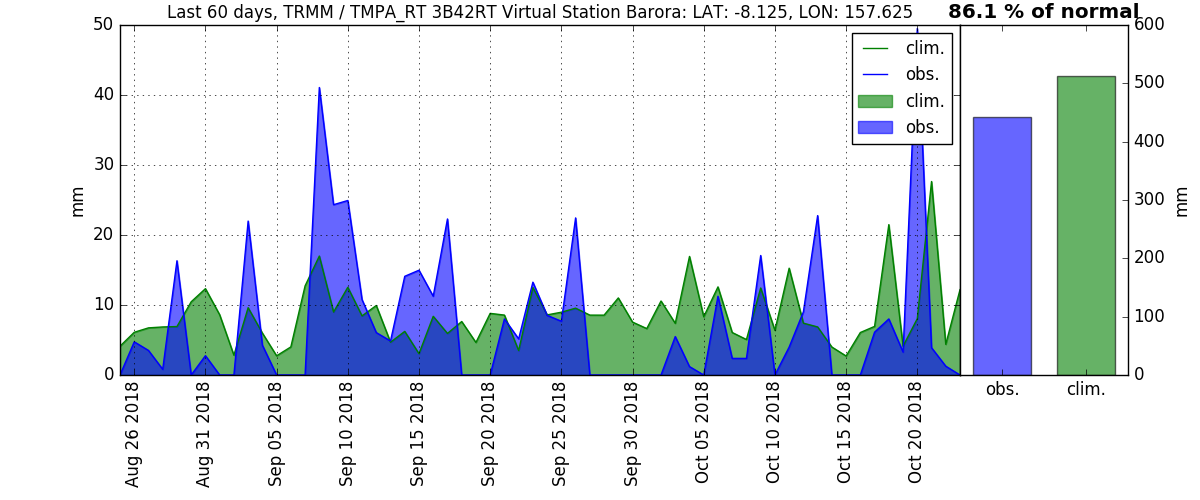 Last 60 days, TRMM / TMPA_RT 3B42RT Virtual Station Barora: LAT: -8.125, LON: 157.625
86.1 % of normal
50
40
30
20
10
0
mm
clim.
obs.
clim.
obs.
600
500
400
300
200
100
0
mm
obs.
clim.
Aug 26 2018
Aug 31 2018
Sep 05 2018
Sep 10 2018
Sep 15 2018
Sep 20 2018
Sep 25 2018
Sep 30 2018
Oct 05 2018
Oct 10 2018
Oct 15 2018
Oct 20 2018